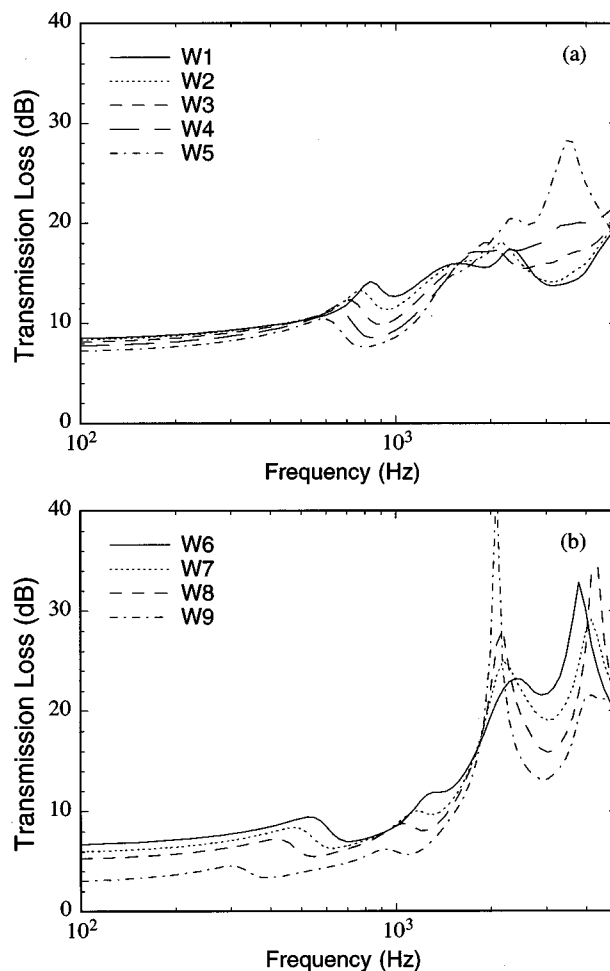 40
30
20
10
0
Transmission Loss (dB)
(a)
W1
W2
W3
W4
W5
10²
10³
Frequency (Hz)
40
30
20
10
0
Transmission Loss (dB)
(b)
W6
W7
W8
W9
10²
10³
Frequency (Hz)